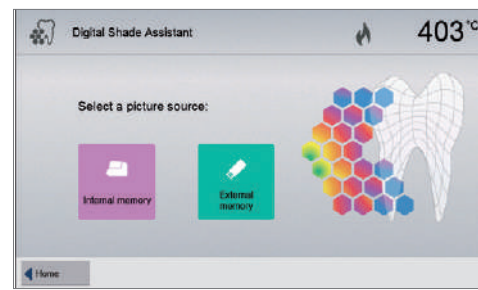 Digital Shade Assistant
403°C
Select a picture source:
Internal memory
External
memory
Home